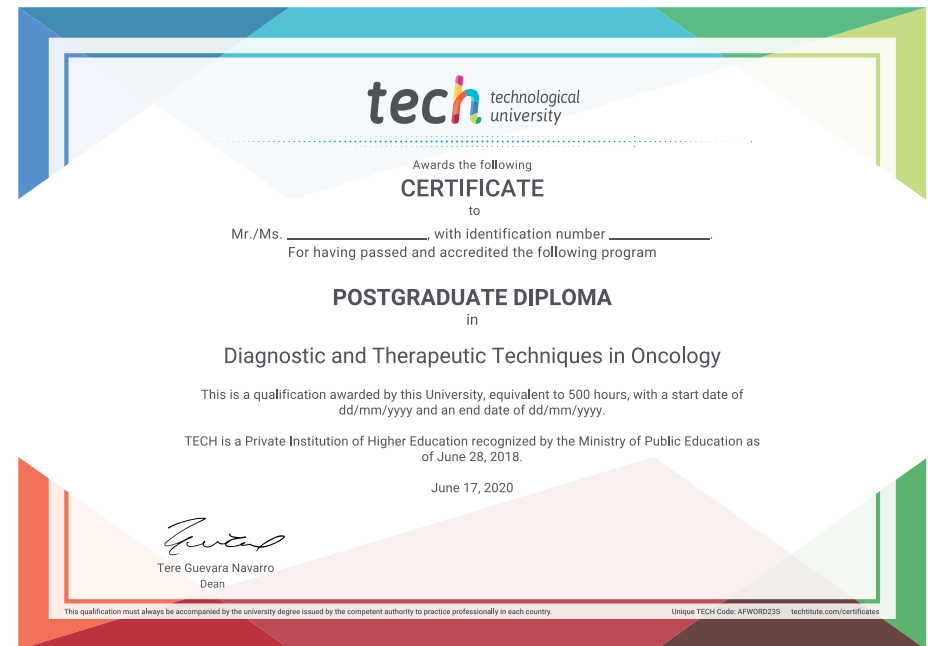 tech technological
university
Awards the following
CERTIFICATE
to
Mr./Ms. ____________________, with identification number ______________.
For having passed and accredited the following program
POSTGRADUATE DIPLOMA
in
Diagnostic and Therapeutic Techniques in Oncology
This is a qualification awarded by this University, equivalent to 500 hours, with a start date of
dd/mm/yyyy and an end date of dd/mm/yyyy.
TECH is a Private Institution of Higher Education recognized by the Ministry of Public Education as
of June 28, 2018.
June 17, 2020
Tere Guevara Navarro
Dean
This qualification must always be accompanied by the university degree issued by the competent authority to practice professionally in each country.
Unique TECH Code: AFWORD23S techtitute.com/certificates